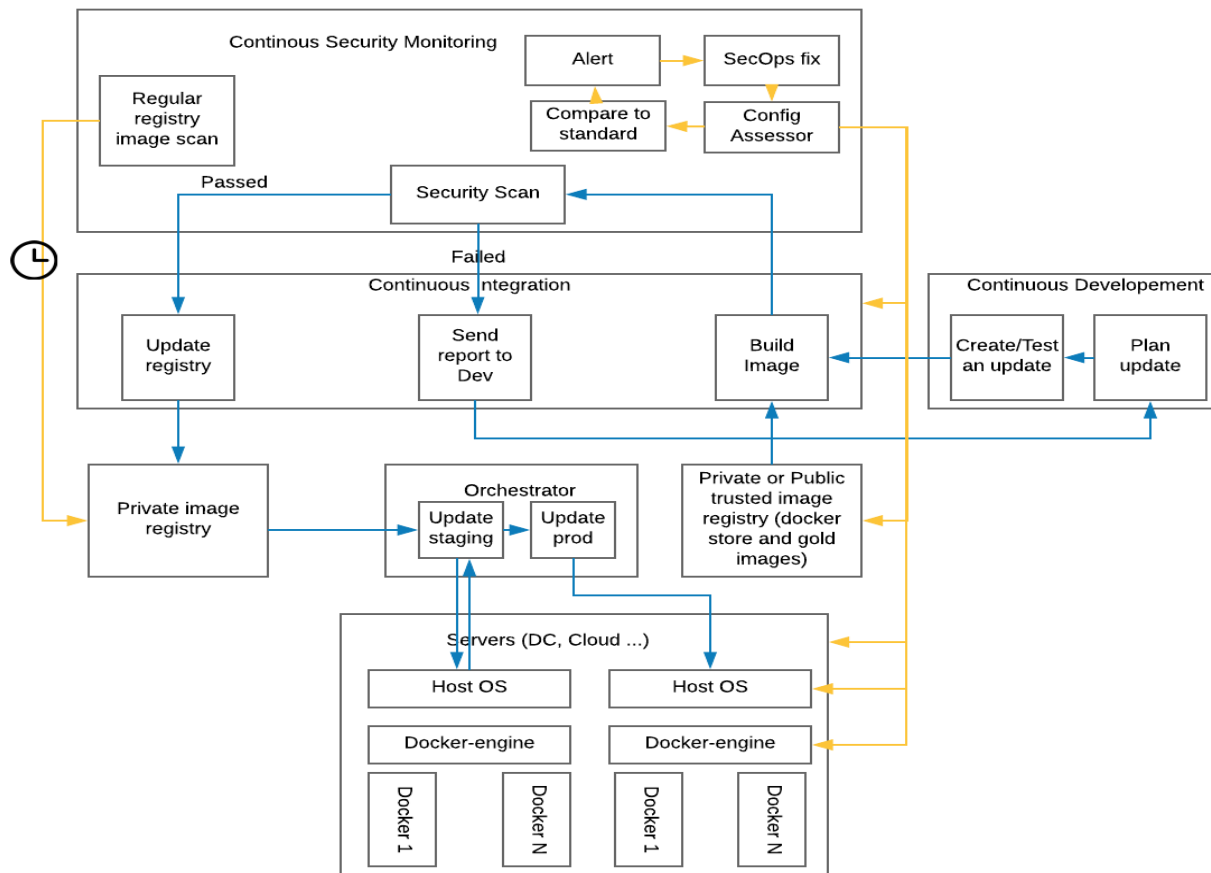 Continous Security Monitoring
Alert
SecOps fix
Regular
registry
image scan
Compare to
standard
Config
Assessor
Passed
Security Scan
Failed
Continuous Integration
Continuous Developement
Update
registry
Send
report to
Dev
Build
Image
Create/Test
an update
Plan
update
Private image
registry
Orchestrator
Update
staging
Update
prod
Private or Public
trusted image
registry (docker
store and gold
images)
Servers (DC, Cloud ...)
Host OS
Host OS
Docker-engine
Docker-engine
Docker 1
Docker N
Docker 1
Docker N